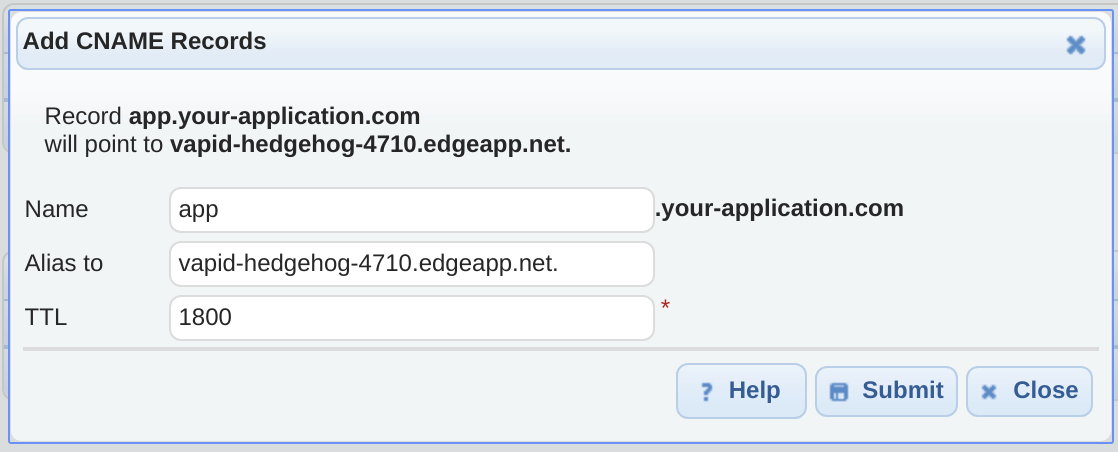 Add CNAME Records
Record app.your-application.com
will point to vapid-hedgehog-4710.edgeapp.net.
Name app .your-application.com
Alias to vapid-hedgehog-4710.edgeapp.net.
TTL 1800 *
? Help Submit Close